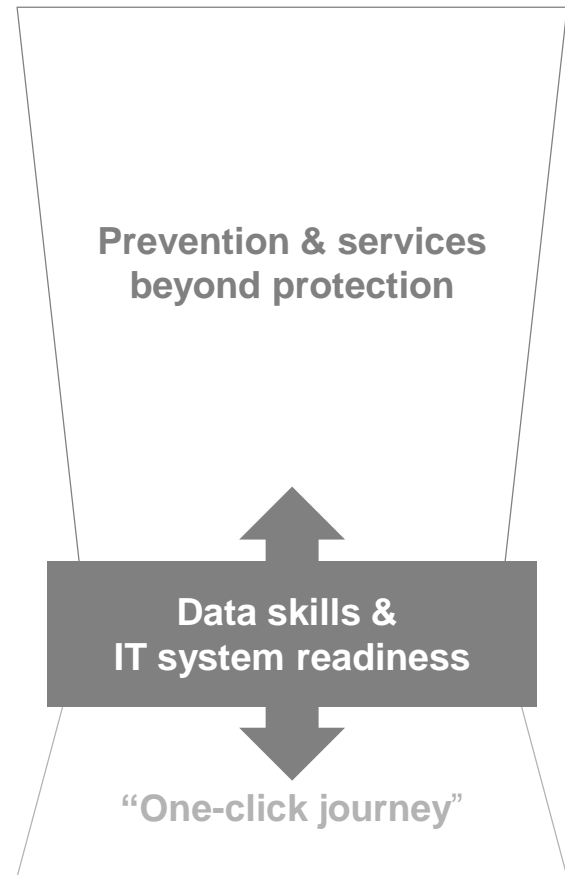 Prevention & services
beyond protection
Data skills &
IT system readiness
“One-click journey”